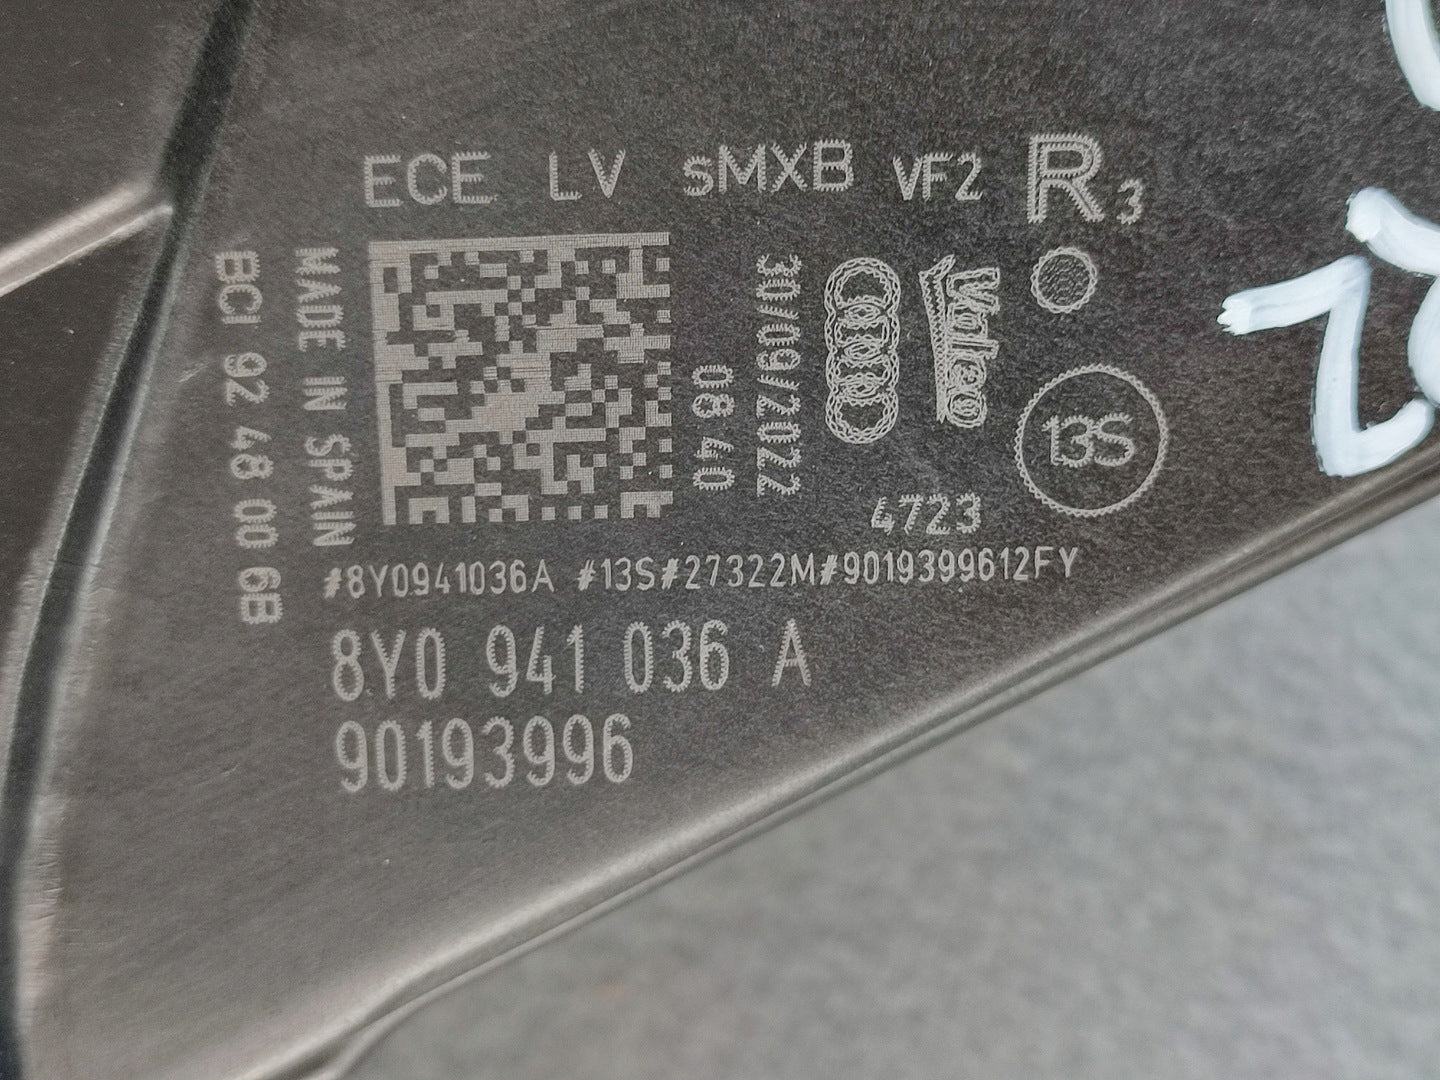 ECE LV sMXB VF2 R3
BCI 92 48 00 6B
MADE IN SPAIN
08:40
31/09/2022
Valeo
13S
4723
#8Y0941036A #13S#27322M#9019399612FY
8Y0 941 036 A
90193996